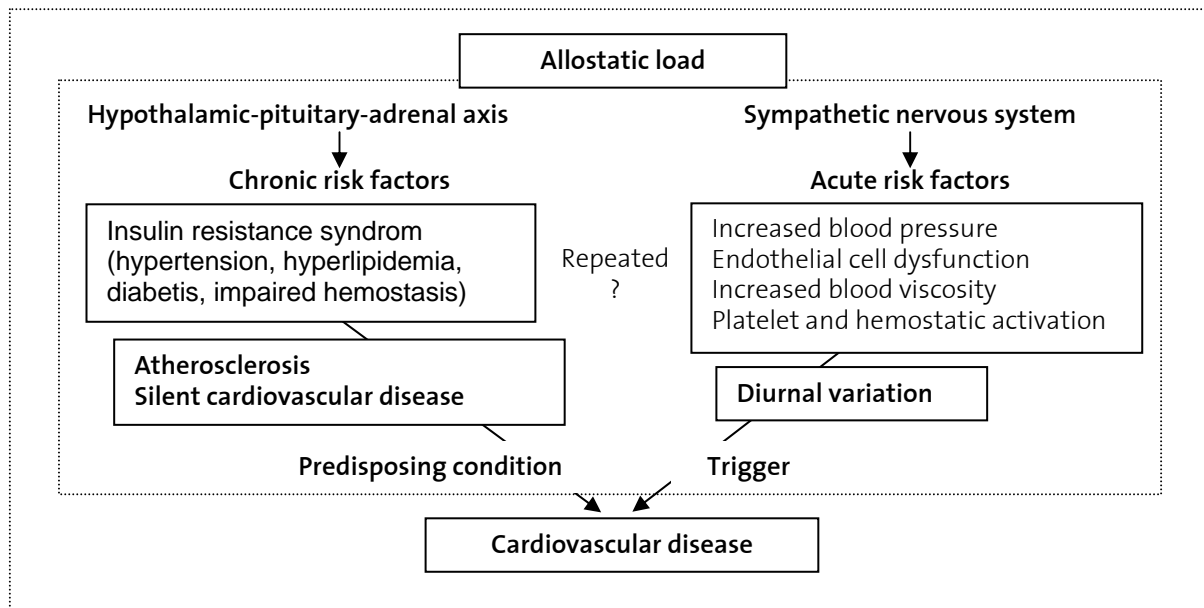 Allostatic load
Hypothalamic-pituitary-adrenal axis
Chronic risk factors
Insulin resistance syndrom
(hypertension, hyperlipidemia,
diabetis, impaired hemostasis)
Atherosclerosis
Silent cardiovascular disease
Predisposing condition
Repeated
?
Sympathetic nervous system
Acute risk factors
Increased blood pressure
Endothelial cell dysfunction
Increased blood viscosity
Platelet and hemostatic activation
Diurnal variation
Trigger
Cardiovascular disease